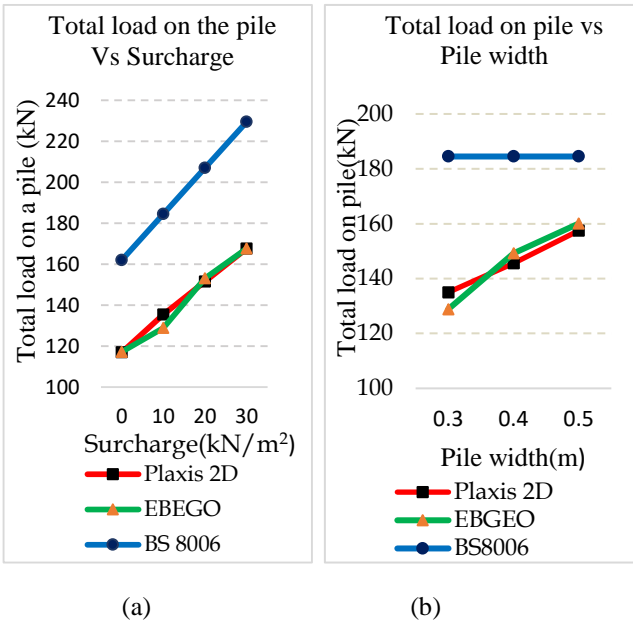 Total load on the pile
Vs Surcharge
Total load on a pile (kN)
240
220
200
180
160
140
120
100
0 10 20 30
Surcharge(kN/m²)
Plaxis 2D
EBEGO
BS 8006
(a)
Total load on pile vs
Pile width
Total load on pile(kN)
200
180
160
140
120
100
0.3 0.4 0.5
Pile width(m)
Plaxis 2D
EBGEO
BS8006
(b)